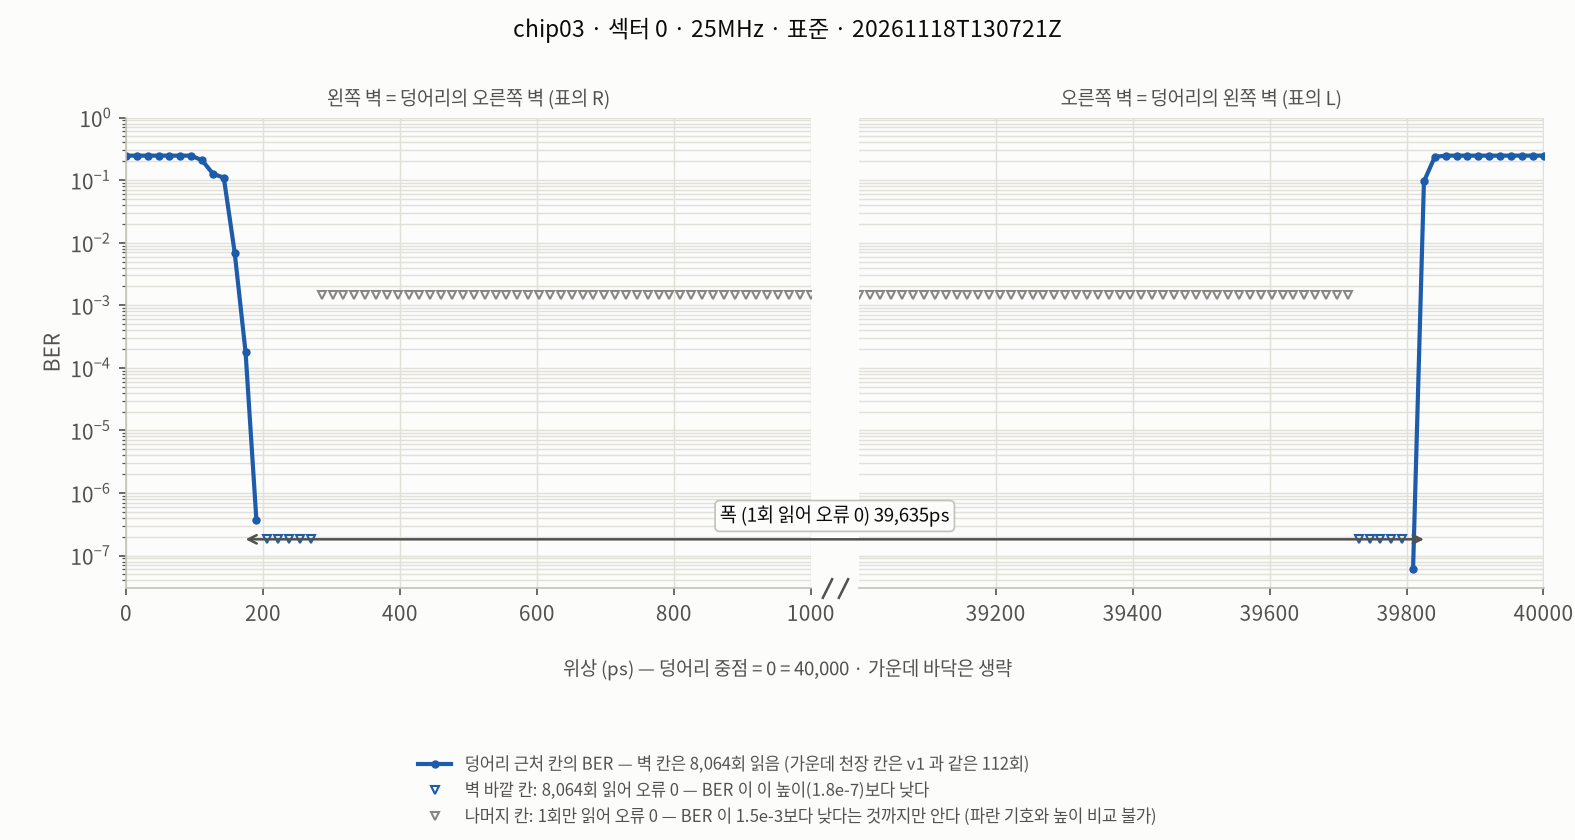 chip03 · 섹터 0 · 25MHz · 표준 · 20261118T130721Z
왼쪽 벽 = 덩어리의 오른쪽 벽 (표의 R)
오른쪽 벽 = 덩어리의 왼쪽 벽 (표의 L)
10⁰
10⁻¹
10⁻²
10⁻³
10⁻⁴
10⁻⁵
10⁻⁶
10⁻⁷
BER
폭 (1회 읽어 오류 0) 39,635ps
0 200 400 600 800 1000 39200 39400 39600 39800 40000
위상 (ps) — 덩어리 중점 = 0 = 40,000 · 가운데 바닥은 생략
덩어리 근처 칸의 BER — 벽 칸은 8,064회 읽음 (가운데 천장 칸은 v1 과 같은 112회)
벽 바깥 칸: 8,064회 읽어 오류 0 — BER 이 이 높이(1.8e-7)보다 낮다
나머지 칸: 1회만 읽어 오류 0 — BER 이 1.5e-3보다 낮다는 것까지만 안다 (파란 기호와 높이 비교 불가)